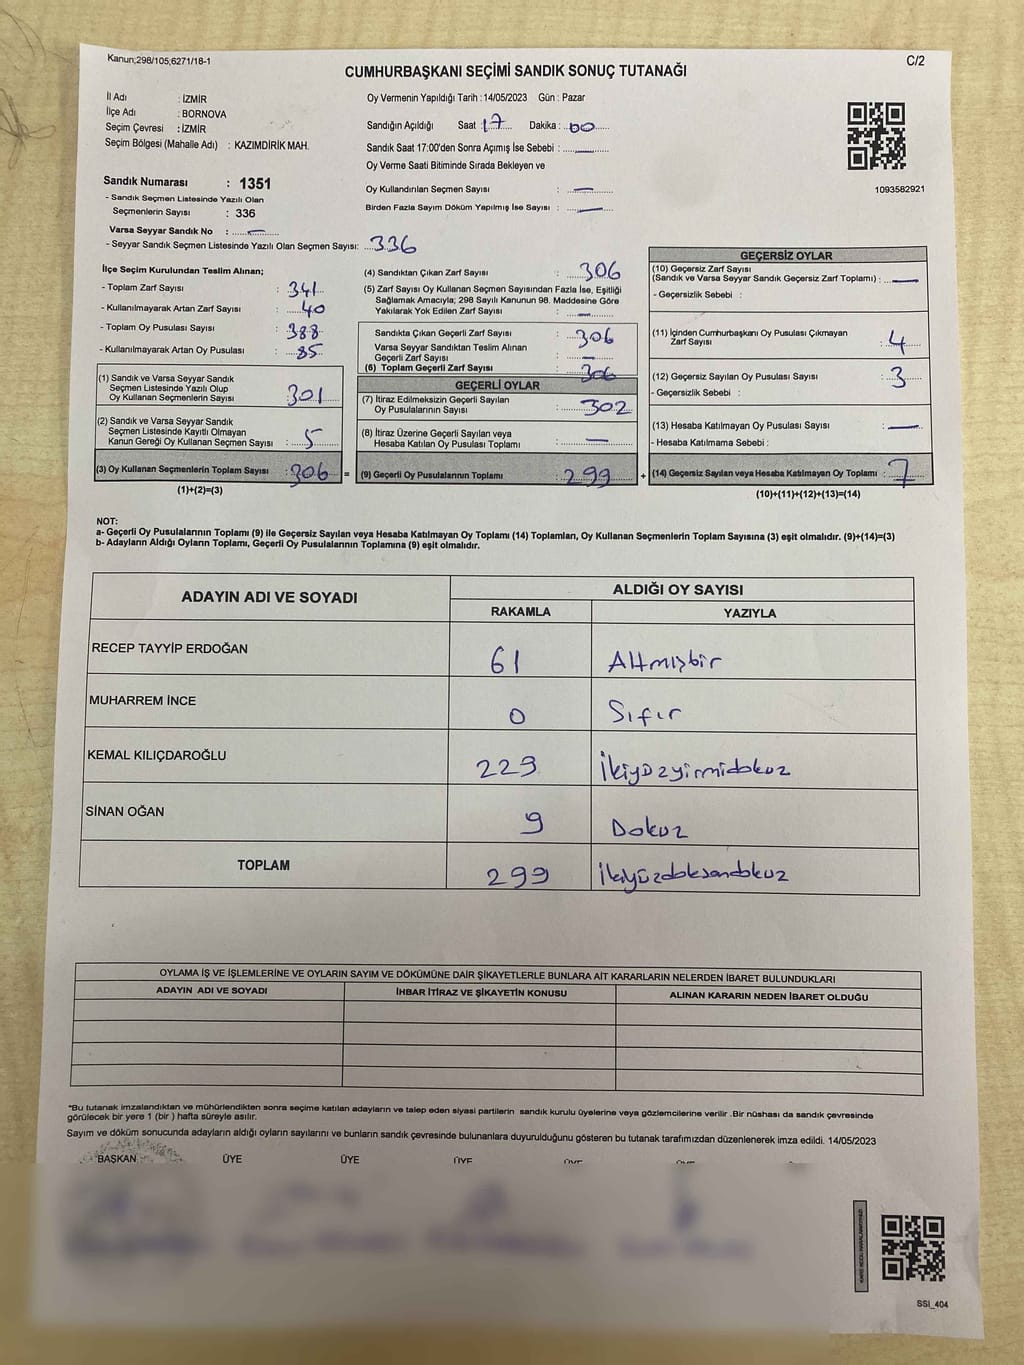 Kanun;298/105,6271/18-1
C/2
CUMHURBAŞKANI SEÇİMİ SANDIK SONUÇ TUTANAĞI
İl Adı : İZMİR
İlçe Adı : BORNOVA
Seçim Çevresi : İZMİR
Seçim Bölgesi (Mahalle Adı) : KAZIMDİRİK MAH.
Oy Vermenin Yapıldığı Tarih : 14/05/2023 Gün : Pazar
Sandığın Açıldığı Saat : 17 Dakika : 00
Sandık Saat 17:00'den Sonra Açımış İse Sebebi : —
Oy Verme Saati Bitiminde Sırada Bekleyen ve
Oy Kullandırılan Seçmen Sayısı : —
Birden Fazla Sayım Döküm Yapılmış İse Sayısı : —
1093582921
Sandık Numarası : 1351
- Sandık Seçmen Listesinde Yazılı Olan
Seçmenlerin Sayısı : 336
Varsa Seyyar Sandık No : —
- Seyyar Sandık Seçmen Listesinde Yazılı Olan Seçmen Sayısı: 336
İlçe Seçim Kurulundan Teslim Alınan;
- Toplam Zarf Sayısı : 341
- Kullanılmayarak Artan Zarf Sayısı : 40
- Toplam Oy Pusulası Sayısı : 388
- Kullanılmayarak Artan Oy Pusulası : 85
(1) Sandık ve Varsa Seyyar Sandık
Seçmen Listesinde Yazılı Olup
Oy Kullanan Seçmenlerin Sayısı : 301
(2) Sandık ve Varsa Seyyar Sandık
Seçmen Listesinde Kayıtlı Olmayan
Kanun Gereği Oy Kullanan Seçmen Sayısı : 5
(3) Oy Kullanan Seçmenlerin Toplam Sayısı : 306 =
(1)+(2)=(3)
(4) Sandıktan Çıkan Zarf Sayısı : 306
(5) Zarf Sayısı Oy Kullanan Seçmen Sayısından Fazla İse, Eşitliği
Sağlamak Amacıyla; 298 Sayılı Kanunun 98. Maddesine Göre
Yakılarak Yok Edilen Zarf Sayısı : —
Sandıkta Çıkan Geçerli Zarf Sayısı : 306
Varsa Seyyar Sandıktan Teslim Alınan
Geçerli Zarf Sayısı : —
(6) Toplam Geçerli Zarf Sayısı : 306
GEÇERLİ OYLAR
(7) İtiraz Edilmeksizin Geçerli Sayılan
Oy Pusulalarının Sayısı : 302
(8) İtiraz Üzerine Geçerli Sayılan veya
Hesaba Katılan Oy Pusulası Toplamı : —
(9) Geçerli Oy Pusulalarının Toplamı : 299 +
GEÇERSİZ OYLAR
(10) Geçersiz Zarf Sayısı
(Sandık ve Varsa Seyyar Sandık Geçersiz Zarf Toplamı) : —
- Geçersizlik Sebebi :
(11) İçinden Cumhurbaşkanı Oy Pusulası Çıkmayan
Zarf Sayısı : 4
(12) Geçersiz Sayılan Oy Pusulası Sayısı : 3
- Geçersizlik Sebebi :
(13) Hesaba Katılmayan Oy Pusulası Sayısı : —
- Hesaba Katılmama Sebebi :
(14) Geçersiz Sayılan veya Hesaba Katılmayan Oy Toplamı : 7
(10)+(11)+(12)+(13)=(14)
NOT:
a- Geçerli Oy Pusulalarının Toplamı (9) ile Geçersiz Sayılan veya Hesaba Katılmayan Oy Toplamı (14) Toplamları, Oy Kullanan Seçmenlerin Toplam Sayısına (3) eşit olmalıdır. (9)+(14)=(3)
b- Adayların Aldığı Oyların Toplamı, Geçerli Oy Pusulalarının Toplamına (9) eşit olmalıdır.
ADAYIN ADI VE SOYADI
ALDIĞI OY SAYISI
RAKAMLA YAZIYLA
RECEP TAYYİP ERDOĞAN 61 Altmışbir
MUHARREM İNCE 0 Sıfır
KEMAL KILIÇDAROĞLU 229 İkiyüzyirmidokuz
SİNAN OĞAN 9 Dokuz
TOPLAM 299 İkiyüzdoksandokuz
OYLAMA İŞ VE İŞLEMLERİNE VE OYLARIN SAYIM VE DÖKÜMÜNE DAİR ŞİKAYETLERLE BUNLARA AİT KARARLARIN NELERDEN İBARET BULUNDUKLARI
ADAYIN ADI VE SOYADI İHBAR İTİRAZ VE ŞİKAYETİN KONUSU ALINAN KARARIN NEDEN İBARET OLDUĞU
*Bu tutanak imzalandıktan ve mühürlendikten sonra seçime katılan adayların ve talep eden siyasi partilerin sandık kurulu üyelerine veya gözlemcilerine verilir .Bir nüshası da sandık çevresinde
görülecek bir yere 1 (bir ) hafta süreyle asılır.
Sayım ve döküm sonucunda adayların aldığı oyların sayılarını ve bunların sandık çevresinde bulunanlara duyurulduğunu gösteren bu tutanak tarafımızdan düzenlenerek imza edildi. 14/05/2023
BAŞKAN ÜYE ÜYE ÜYE ÜYE ÜYE
SSI_404